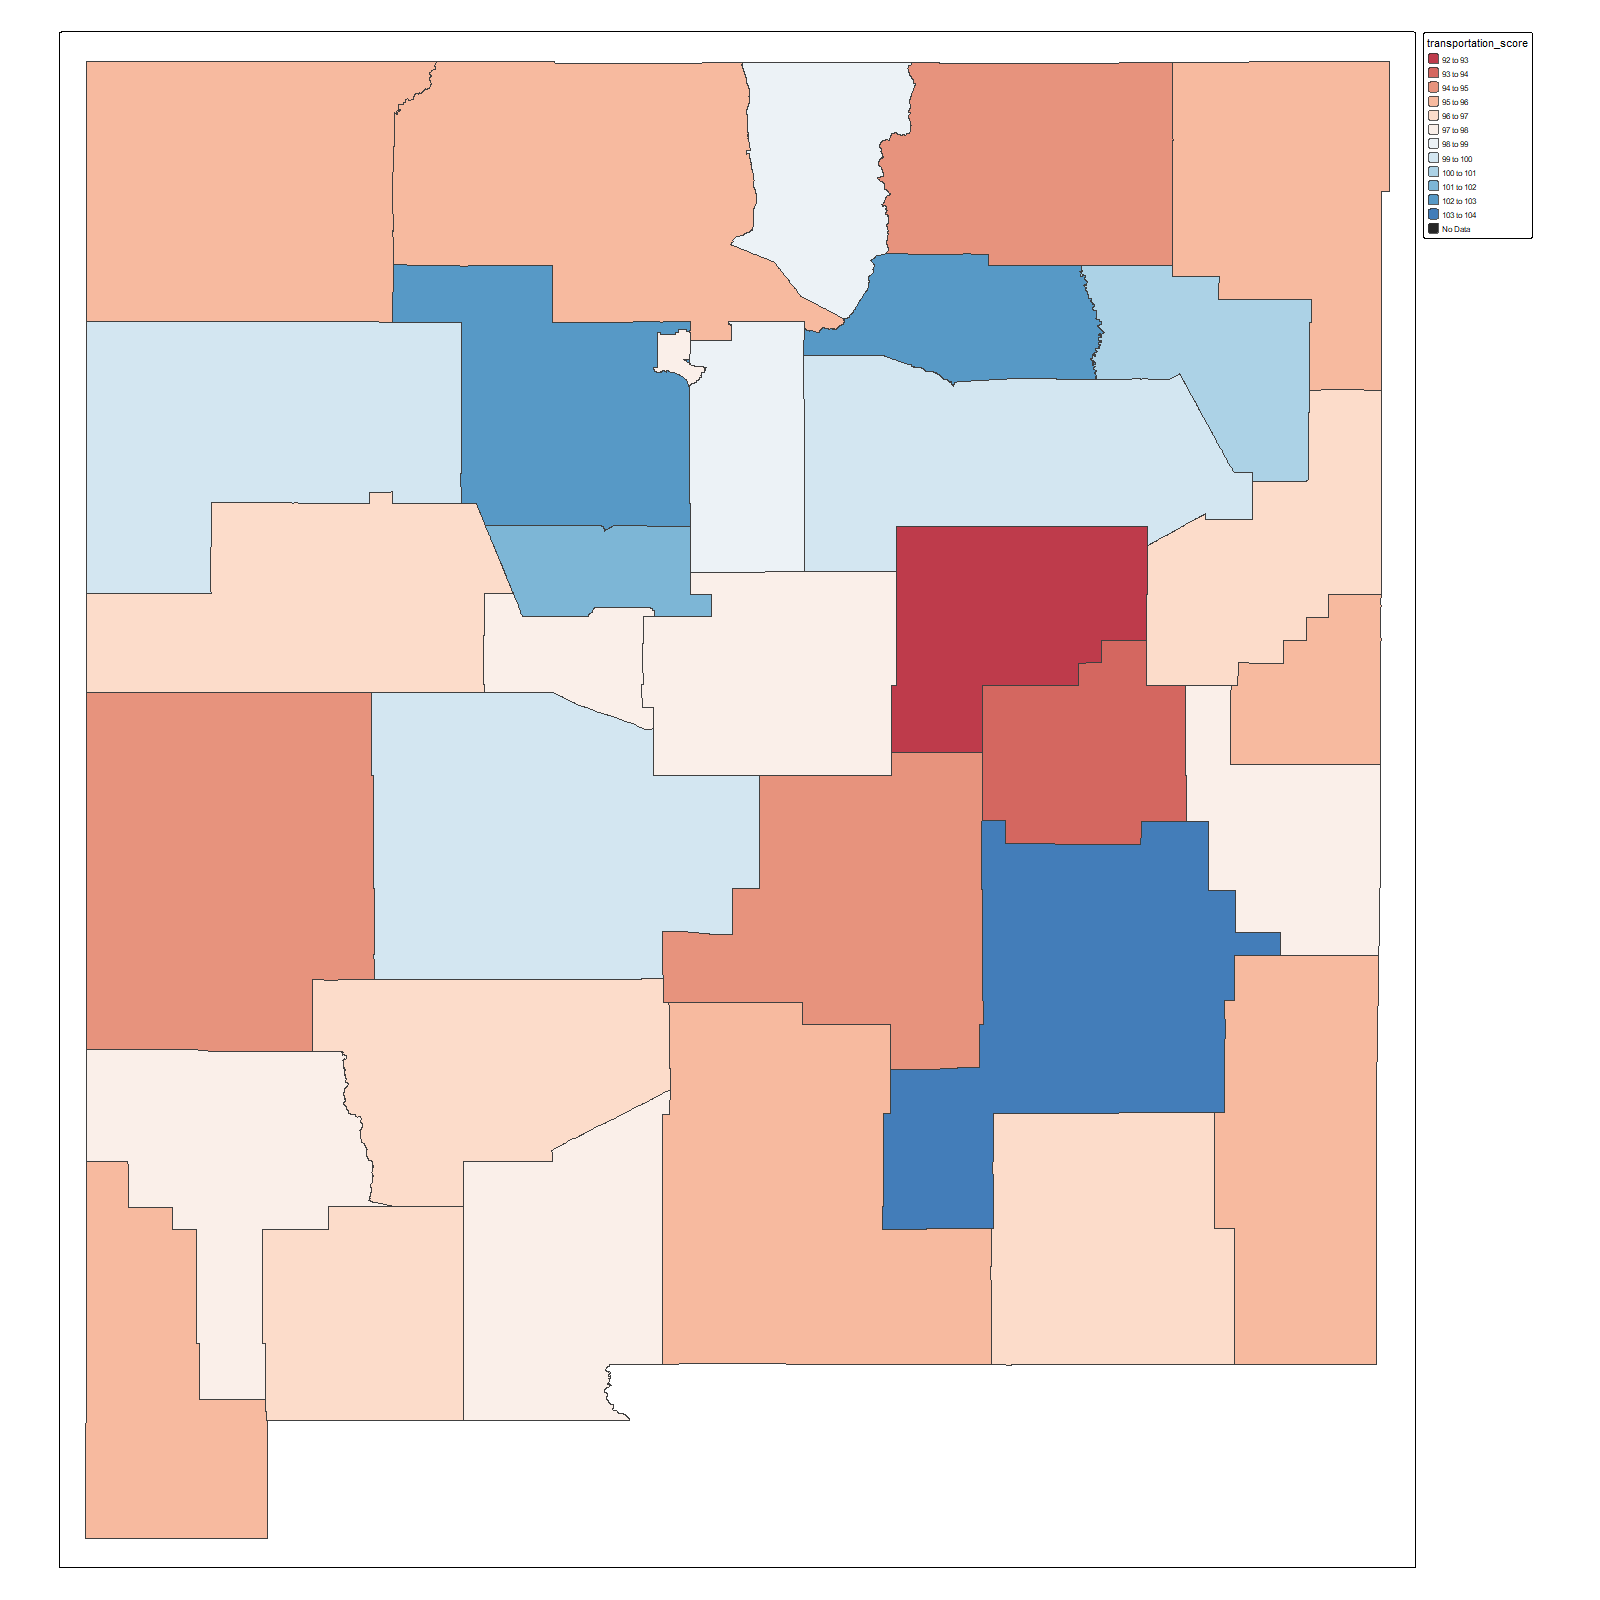 transportation_score
92 to 93
93 to 94
94 to 95
95 to 96
96 to 97
97 to 98
98 to 99
99 to 100
100 to 101
101 to 102
102 to 103
103 to 104
No Data